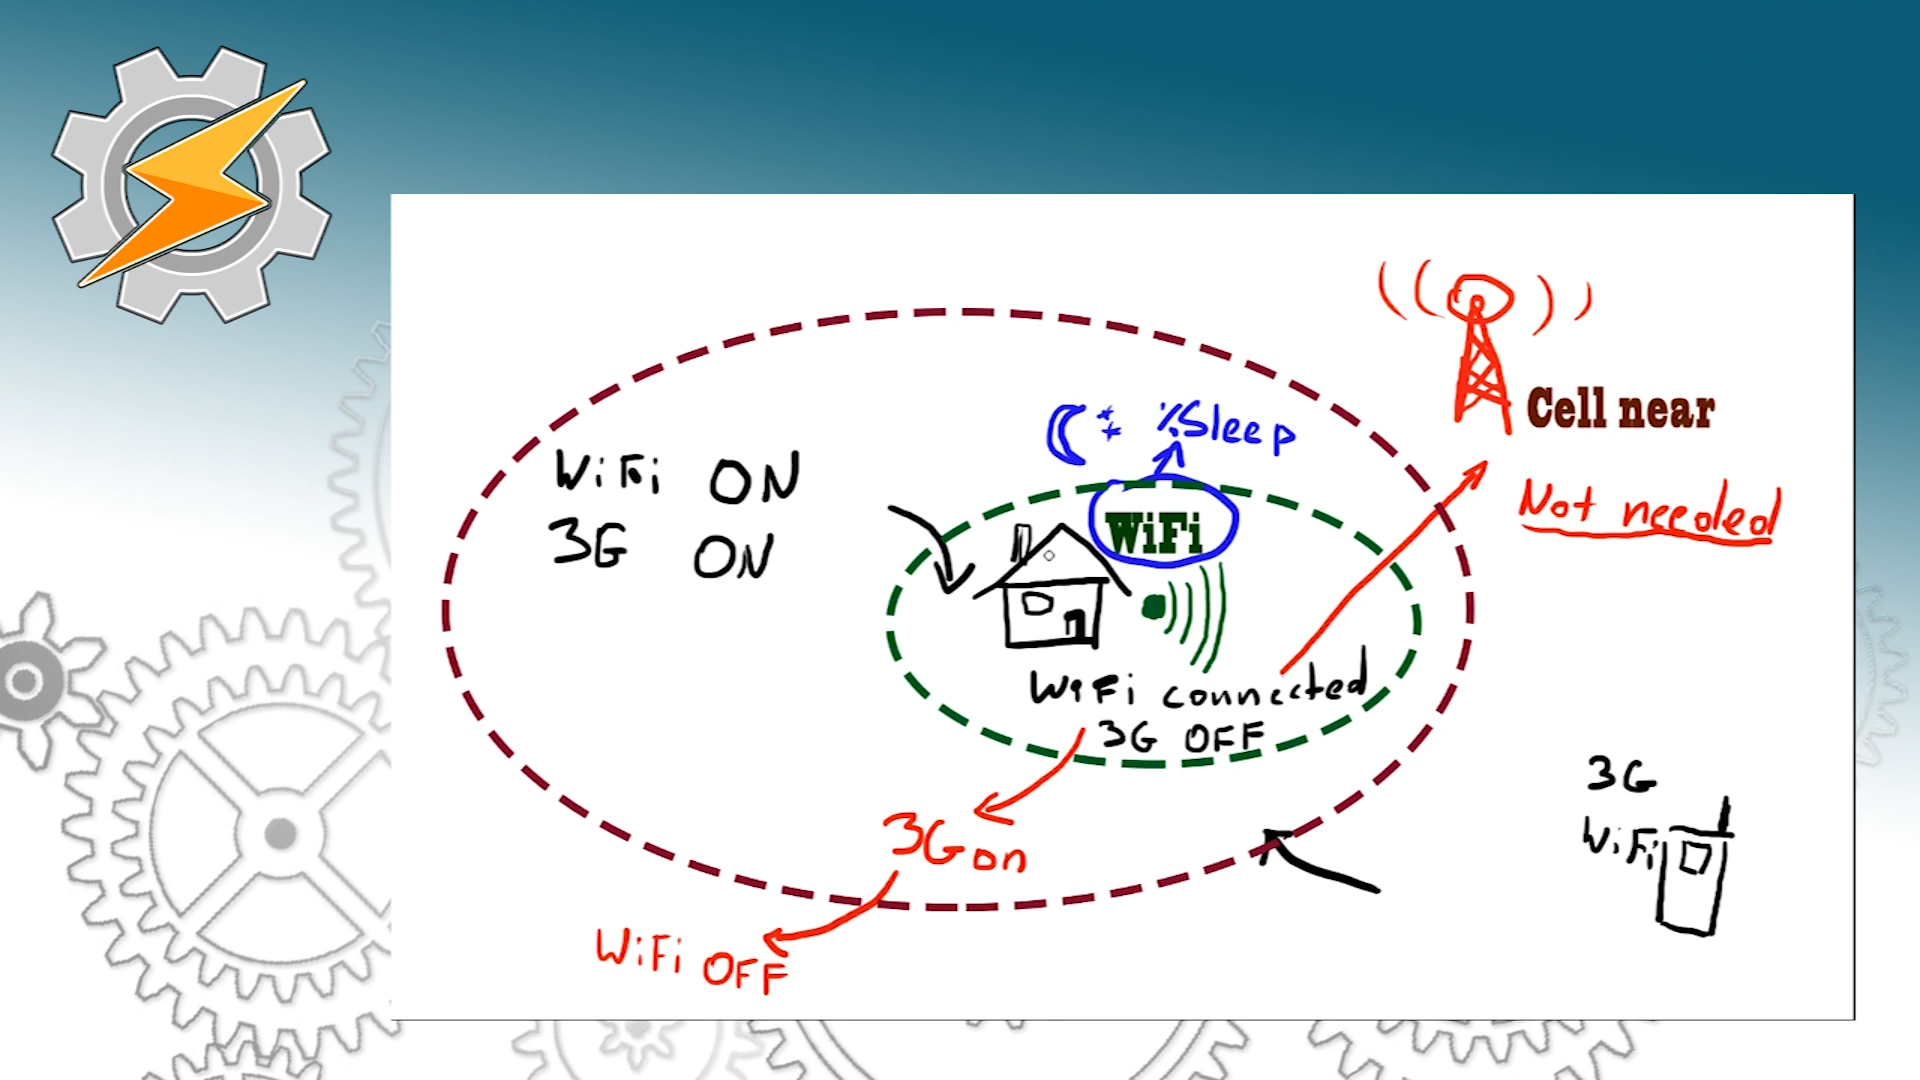 Cell near
Not needed
%Sleep
WiFi
WiFi ON
3G ON
WiFi connected
3G OFF
3G on
WiFi OFF
3G
WiFi